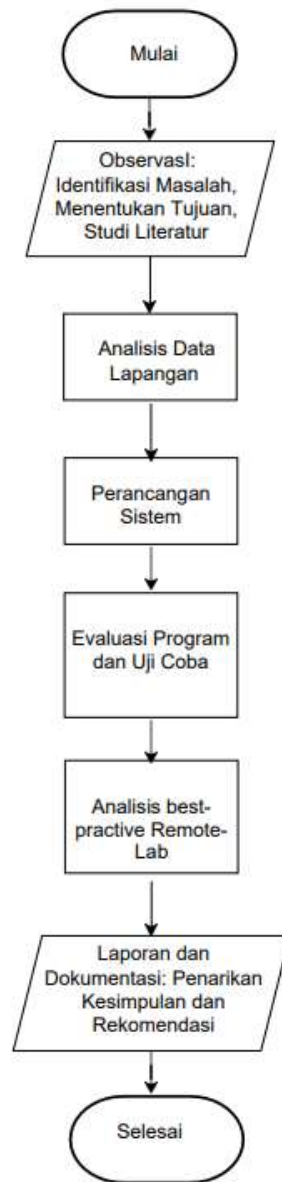 Mulai
ObservasI:
Identifikasi Masalah,
Menentukan Tujuan,
Studi Literatur
Analisis Data
Lapangan
Perancangan
Sistem
Evaluasi Program
dan Uji Coba
Analisis best-
practive Remote-
Lab
Laporan dan
Dokumentasi: Penarikan
Kesimpulan dan
Rekomendasi
Selesai